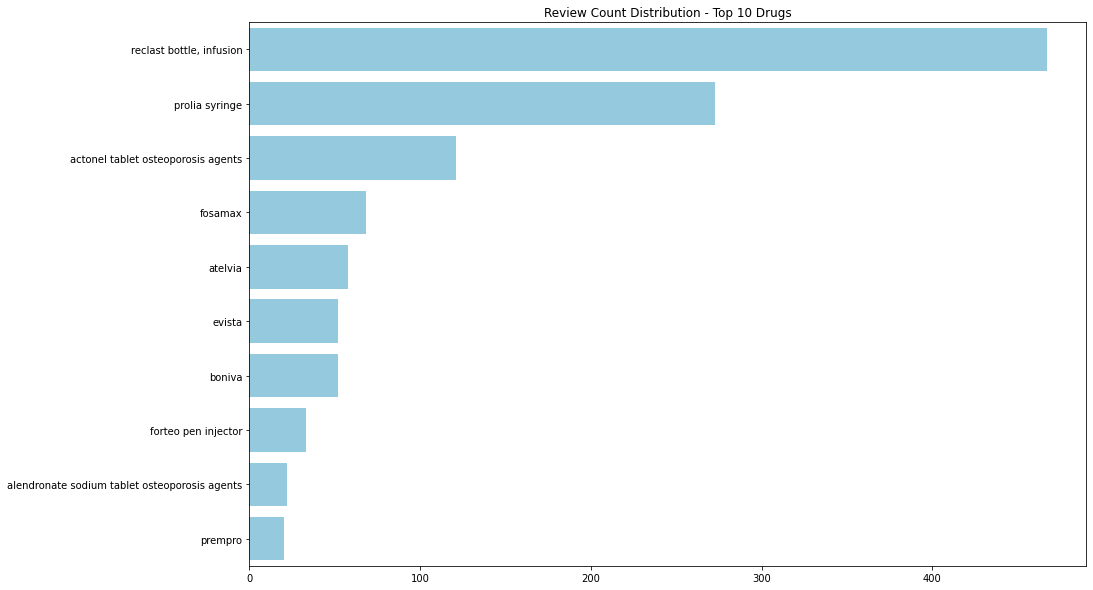 Review Count Distribution - Top 10 Drugs
reclast bottle, infusion
prolia syringe
actonel tablet osteoporosis agents
fosamax
atelvia
evista
boniva
forteo pen injector
alendronate sodium tablet osteoporosis agents
prempro
0 100 200 300 400